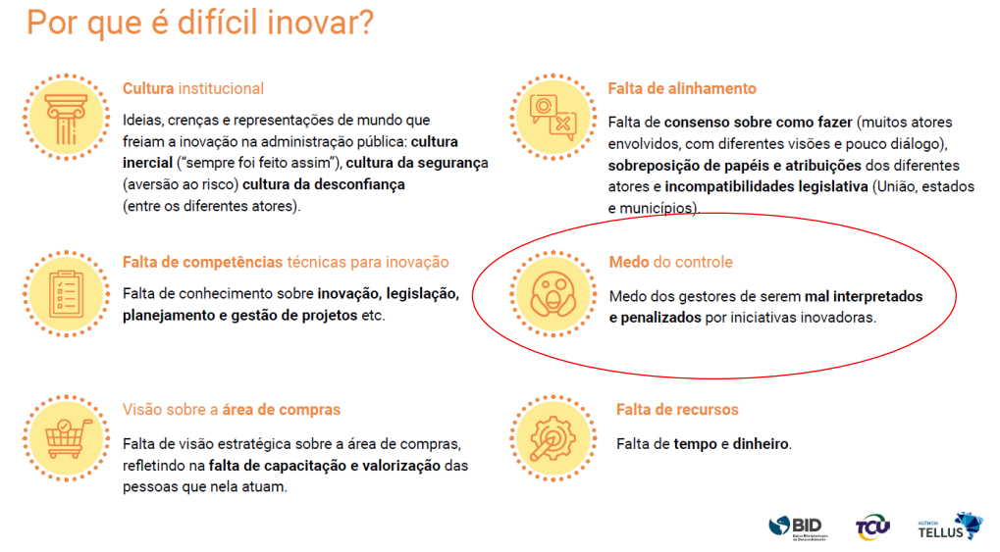 Por que é difícil inovar?
Cultura institucional
Ideias, crenças e representações de mundo que
freiam a inovação na administração pública: cultura
inercial (“sempre foi feito assim”), cultura da segurança
(aversão ao risco) cultura da desconfiança
(entre os diferentes atores).
Falta de alinhamento
Falta de consenso sobre como fazer (muitos atores
envolvidos, com diferentes visões e pouco diálogo),
sobreposição de papéis e atribuições dos diferentes
atores e incompatibilidades legislativa (União, estados
e municípios).
Falta de competências técnicas para inovação
Falta de conhecimento sobre inovação, legislação,
planejamento e gestão de projetos etc.
Medo do controle
Medo dos gestores de serem mal interpretados
e penalizados por iniciativas inovadoras.
Visão sobre a área de compras
Falta de visão estratégica sobre a área de compras,
refletindo na falta de capacitação e valorização das
pessoas que nela atuam.
Falta de recursos
Falta de tempo e dinheiro.
BID
Banco Interamericano
de Desenvolvimento
TCU
AGÊNCIA
TELLUS